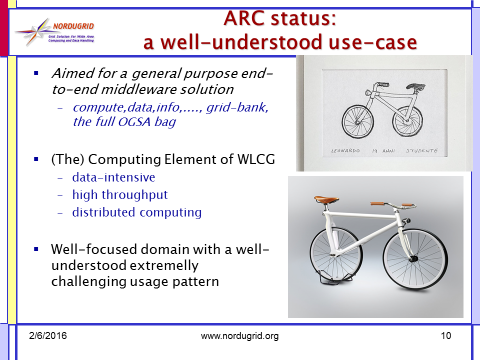 NORDUGRID
Grid Solution for Wide Area
Computing and Data Handling
ARC status:
a well-understood use-case
Aimed for a general purpose end-
to-end middleware solution
– compute,data,info,...., grid-bank,
the full OGSA bag
(The) Computing Element of WLCG
– data-intensive
– high throughput
– distributed computing
Well-focused domain with a well-
understood extremelly
challenging usage pattern
LEONARDO 19 ANNI STUDENTE
2/6/2016
www.nordugrid.org
10